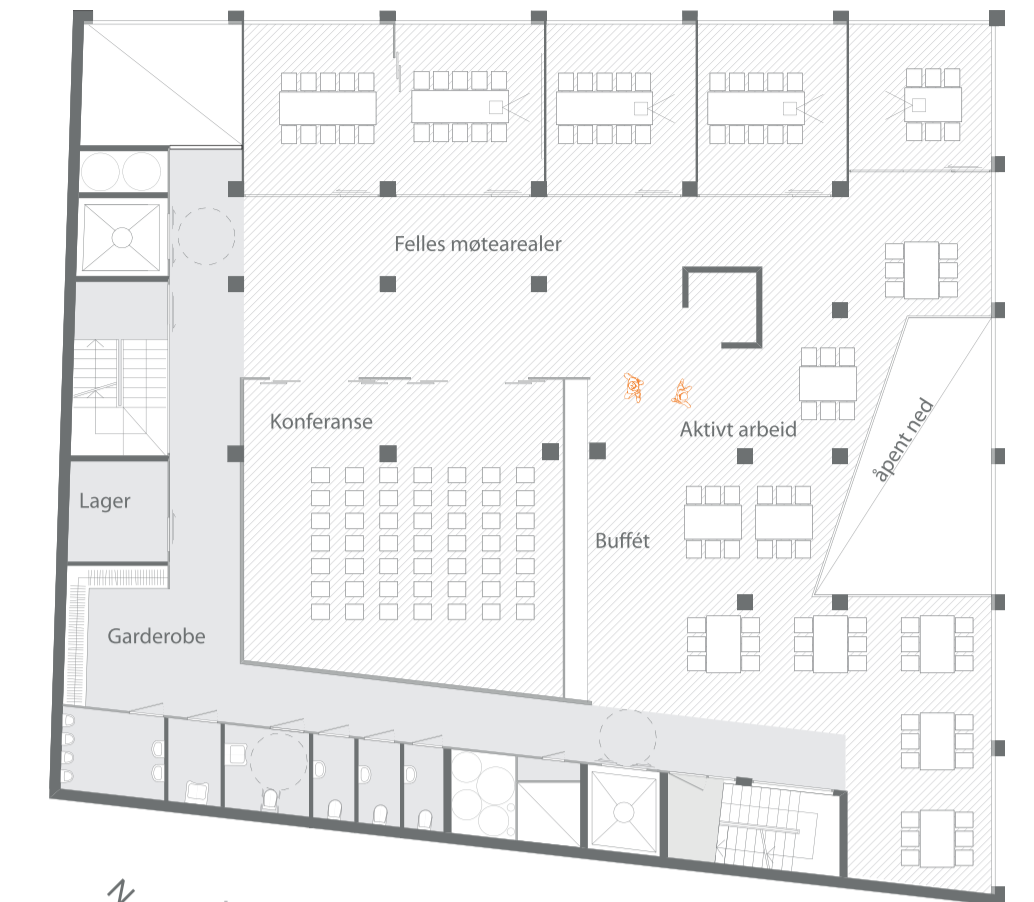 Felles møtearealer
Konferanse
Aktivt arbeid
åpent ned
Lager
Buffét
Garderobe
N